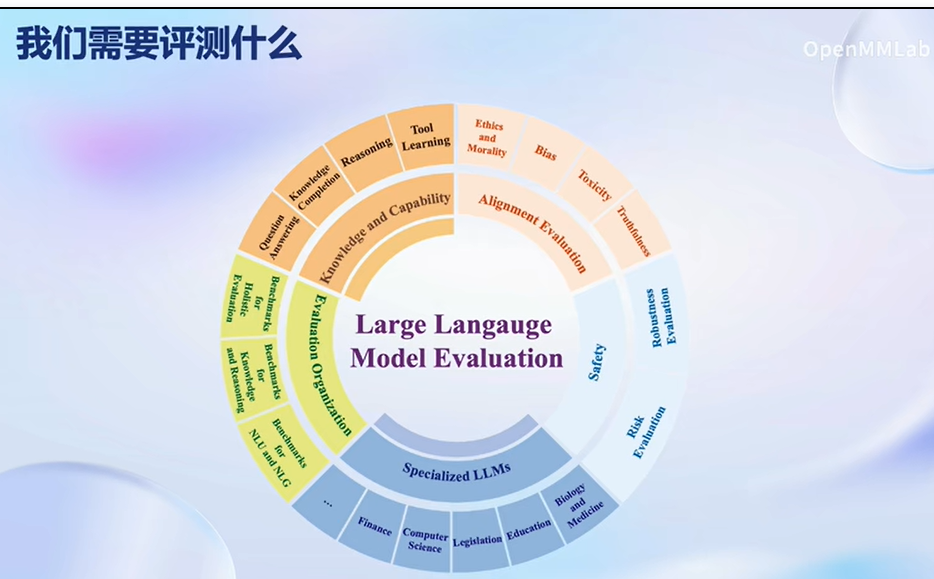 我们需要评测什么
OpenMMLab
Tool
Learning
Reasoning
Knowledge
Completion
Question
Answering
Knowledge and Capability
Ethics
and
Morality
Bias
Toxicity
Truthfulness
Alignment Evaluation
Robustness
Evaluation
Risk
Evaluation
Safety
Large Langauge
Model Evaluation
Evaluation Organization
Benchmarks
for
Holistic
Evaluation
Benchmarks
for
Knowledge
and Reasoning
Benchmarks
for
NLU and NLG
Specialized LLMs
...
Finance
Computer
Science
Legislation
Education
Biology
and
Medicine